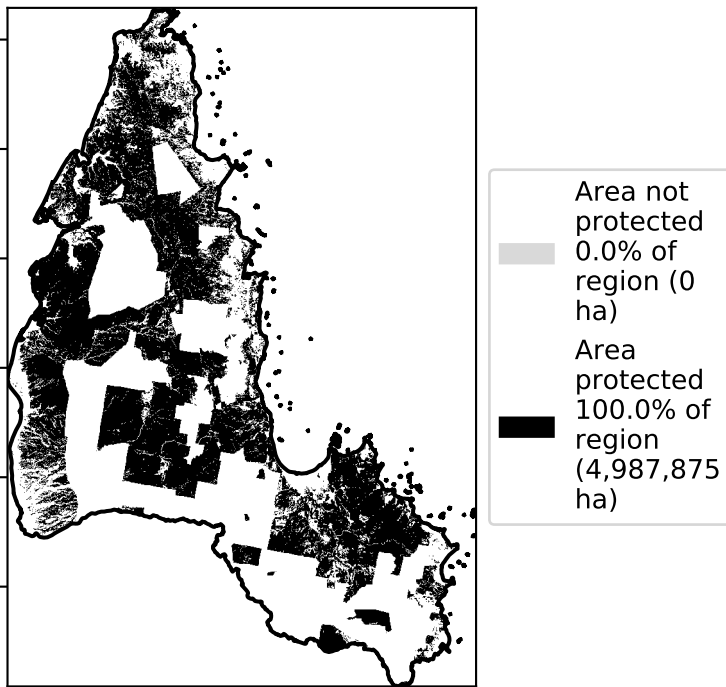 Area not
protected
0.0% of
region (0
ha)
Area
protected
100.0% of
region
(4,987,875
ha)